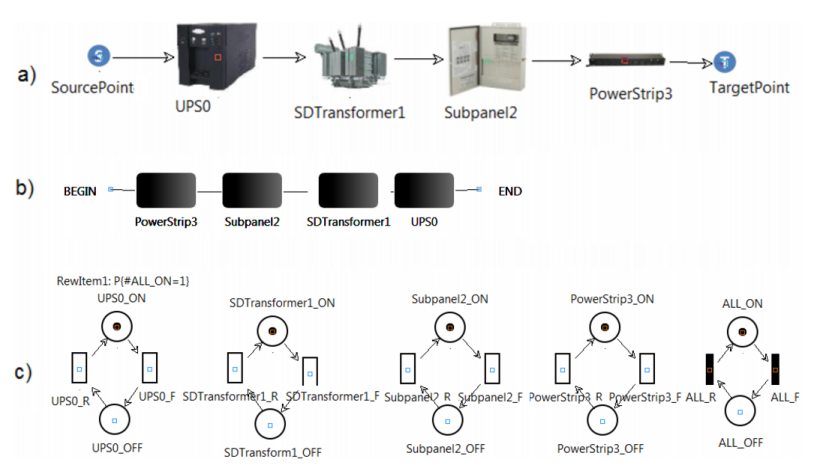 a)
SourcePoint
UPS0
SDTransformer1
Subpanel2
PowerStrip3
TargetPoint
b)
BEGIN
END
PowerStrip3
Subpanel2
SDTransformer1
UPS0
c)
RewItem1: P{#ALL_ON=1}
UPS0_ON
SDTransformer1_ON
Subpanel2_ON
PowerStrip3_ON
ALL_ON
UPS0_R
UPS0_F
SDTransformer1_R
SDTransformer1_F
Subpanel2_R
Subpanel2_F
PowerStrip3_R
PowerStrip3_F
ALL_R
ALL_F
UPS0_OFF
SDTransform1_OFF
Subpanel2_OFF
PowerStrip3_OFF
ALL_OFF